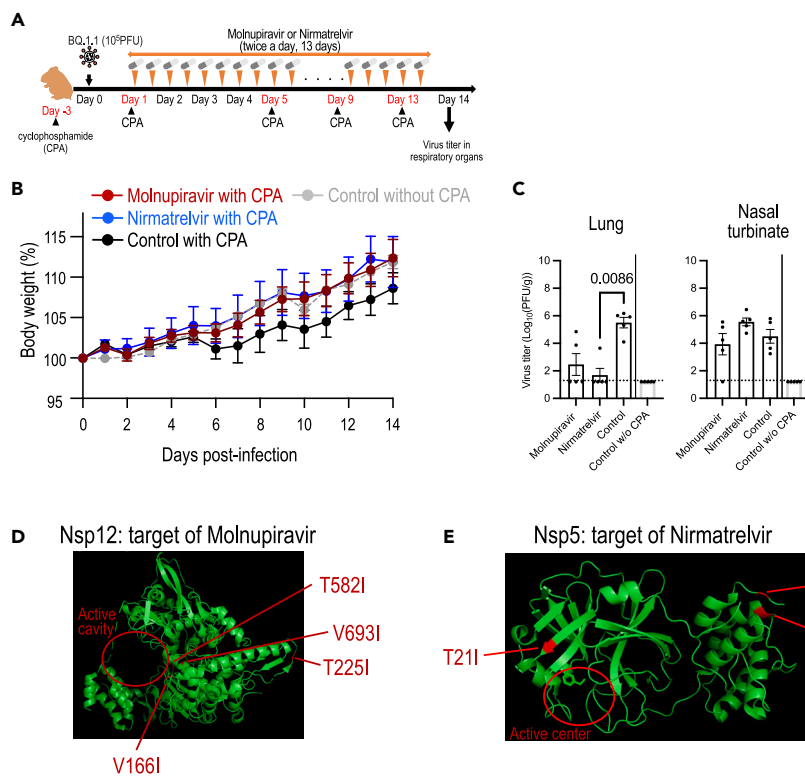 A
BQ.1.1 (10⁵PFU)
Molnupiravir or Nirmatrelvir
(twice a day, 13 days)
Day -3
Day 0
Day 1
Day 2
Day 3
Day 4
Day 5
Day 9
Day 13
Day 14
cyclophosphamide
(CPA)
CPA
CPA
CPA
CPA
Virus titer in
respiratory organs
B
Molnupiravir with CPA
Control without CPA
Nirmatrelvir with CPA
Control with CPA
Body weight (%)
115
110
105
100
95
0 2 4 6 8 10 12 14
Days post-infection
C
Lung
Nasal
turbinate
Virus titer (Log₁₀(PFU/g))
10
8
6
4
2
0
0.0086
Molnupiravir
Nirmatrelvir
Control
Control w/o CPA
10
8
6
4
2
0
Molnupiravir
Nirmatrelvir
Control
Control w/o CPA
D
Nsp12: target of Molnupiravir
Active
cavity
T582I
V693I
T225I
V166I
E
Nsp5: target of Nirmatrelvir
T21I
Active center